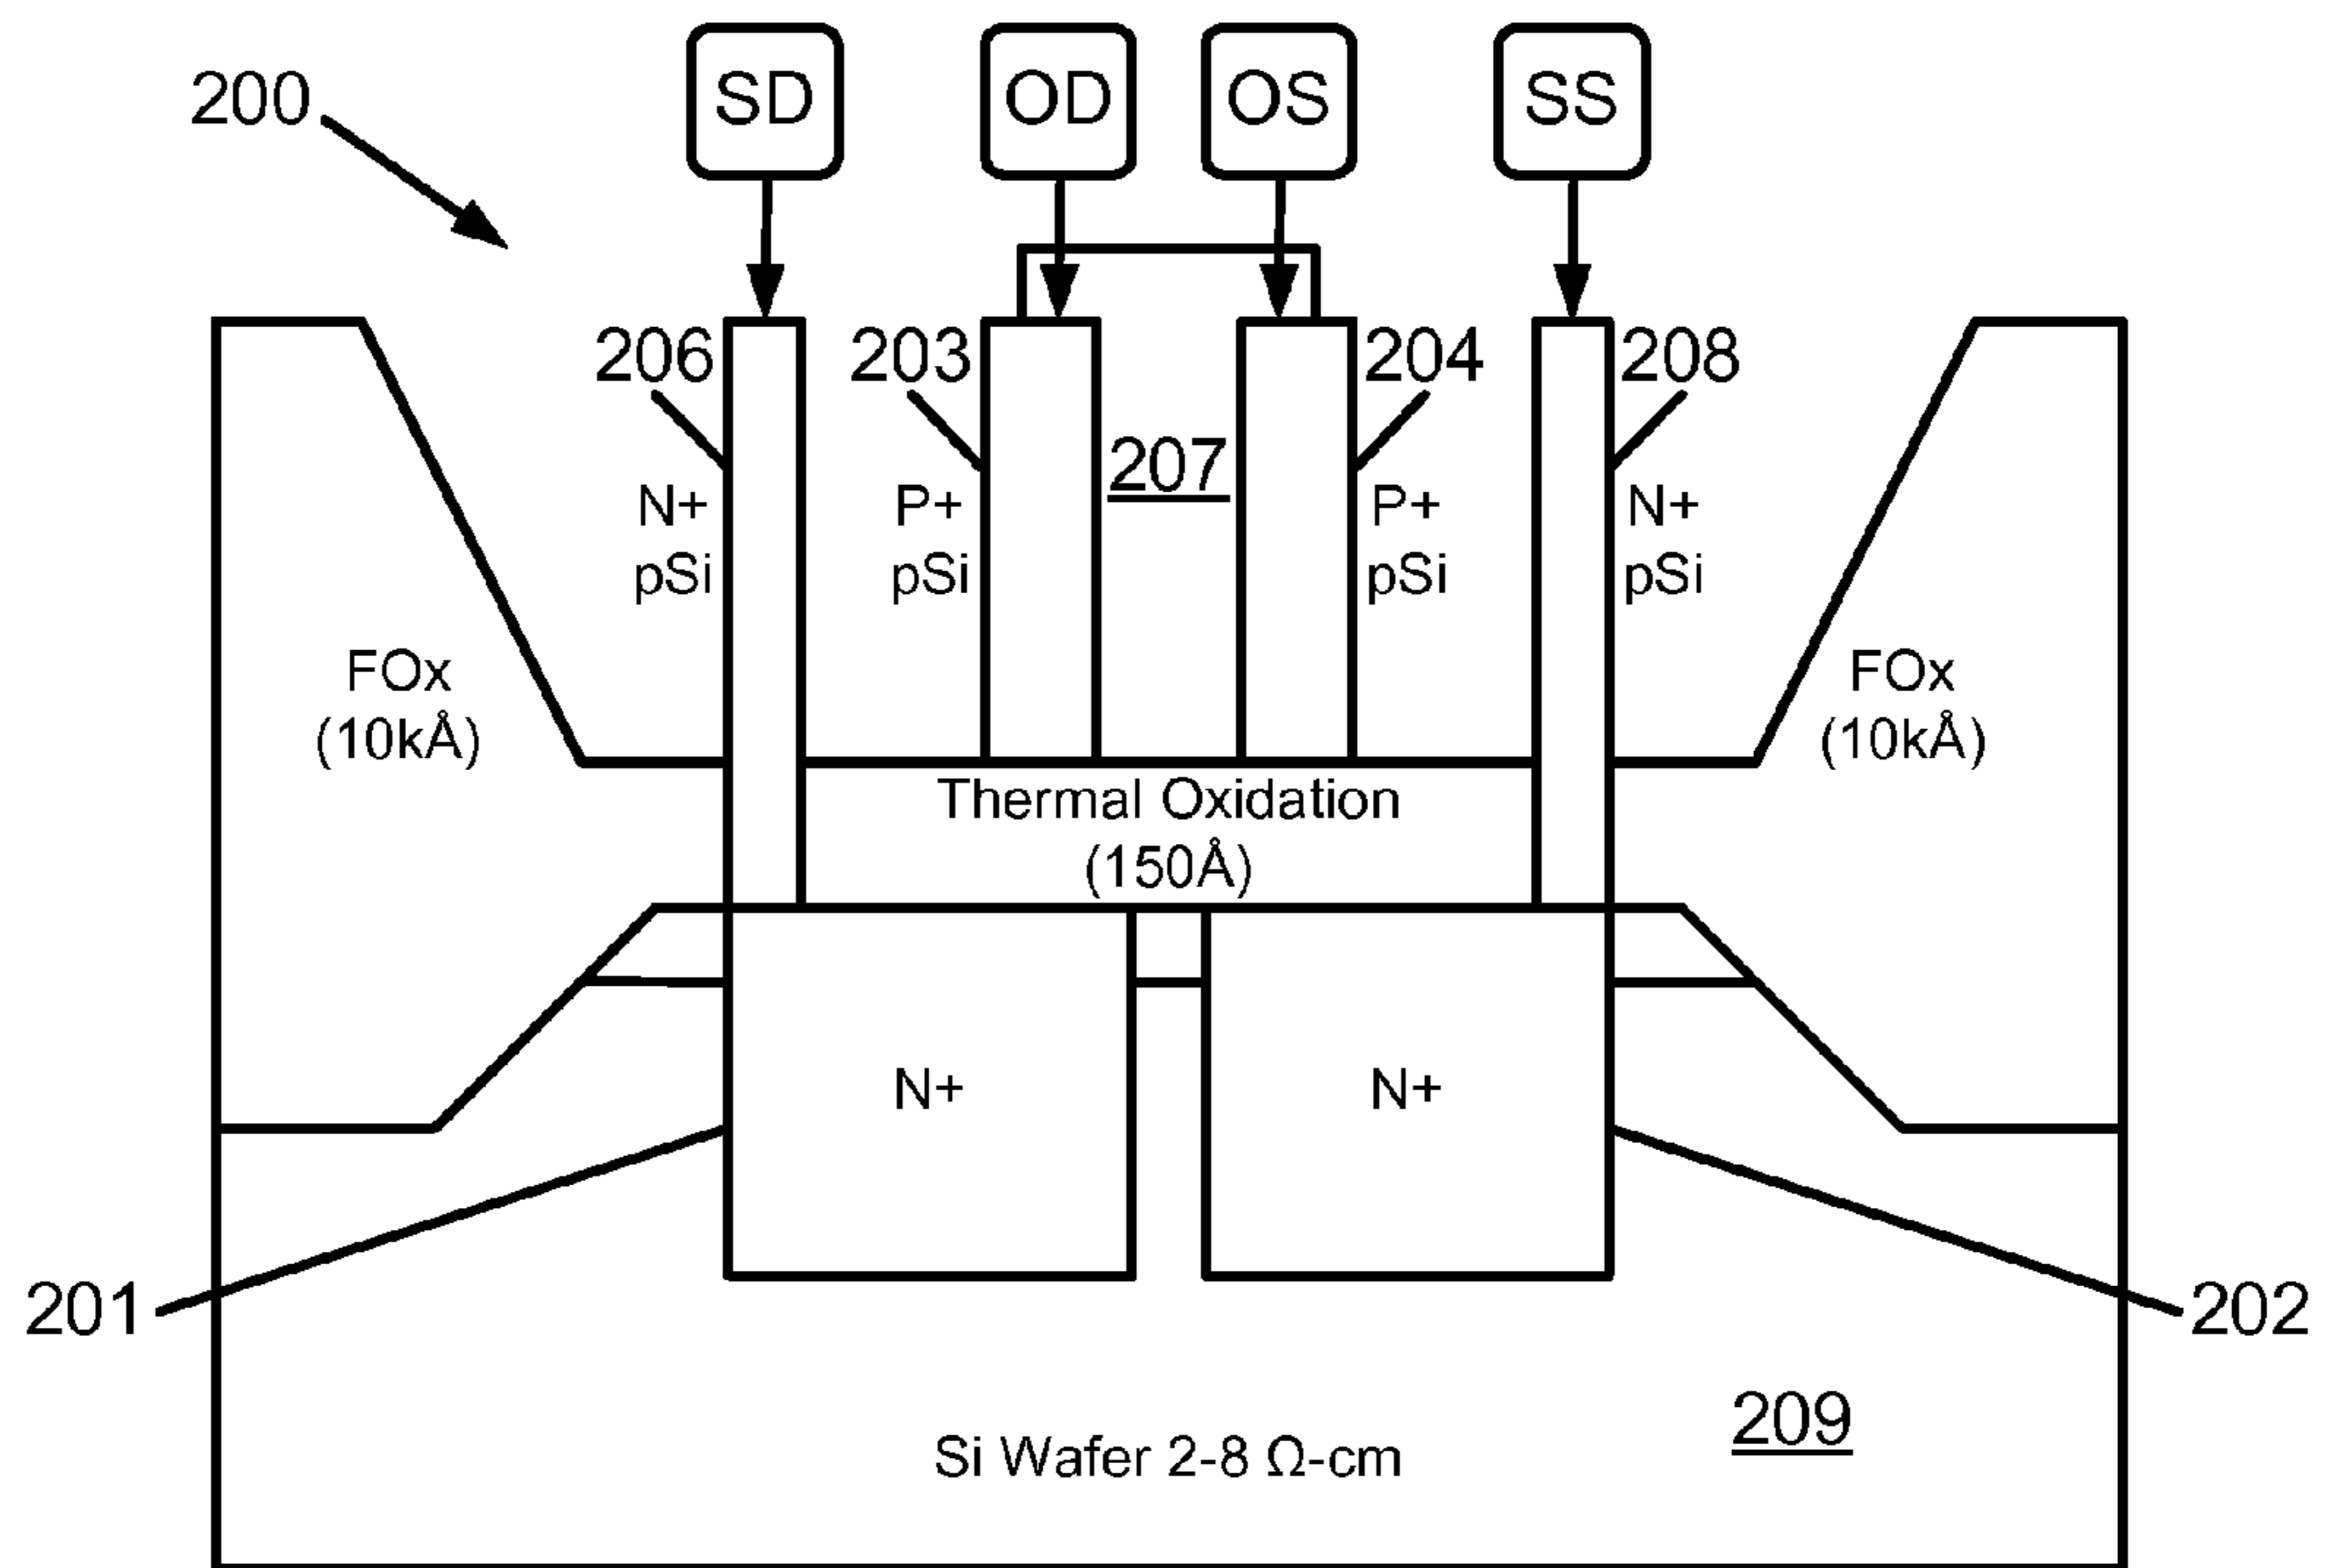 200
SD
OD
OS
SS
206
203
204
208
207
N+
pSi
P+
pSi
P+
pSi
N+
pSi
FOx
(10kÅ)
FOx
(10kÅ)
Thermal Oxidation
(150Å)
N+
N+
201
202
209
Si Wafer 2-8 Ω-cm